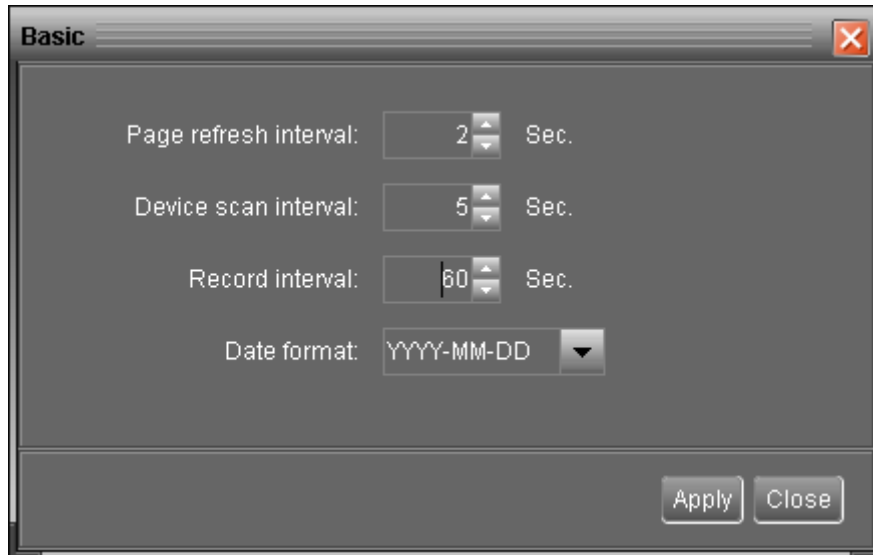 Basic
Page refresh interval: 2 Sec.
Device scan interval: 5 Sec.
Record interval: 60 Sec.
Date format: YYYY-MM-DD
Apply Close